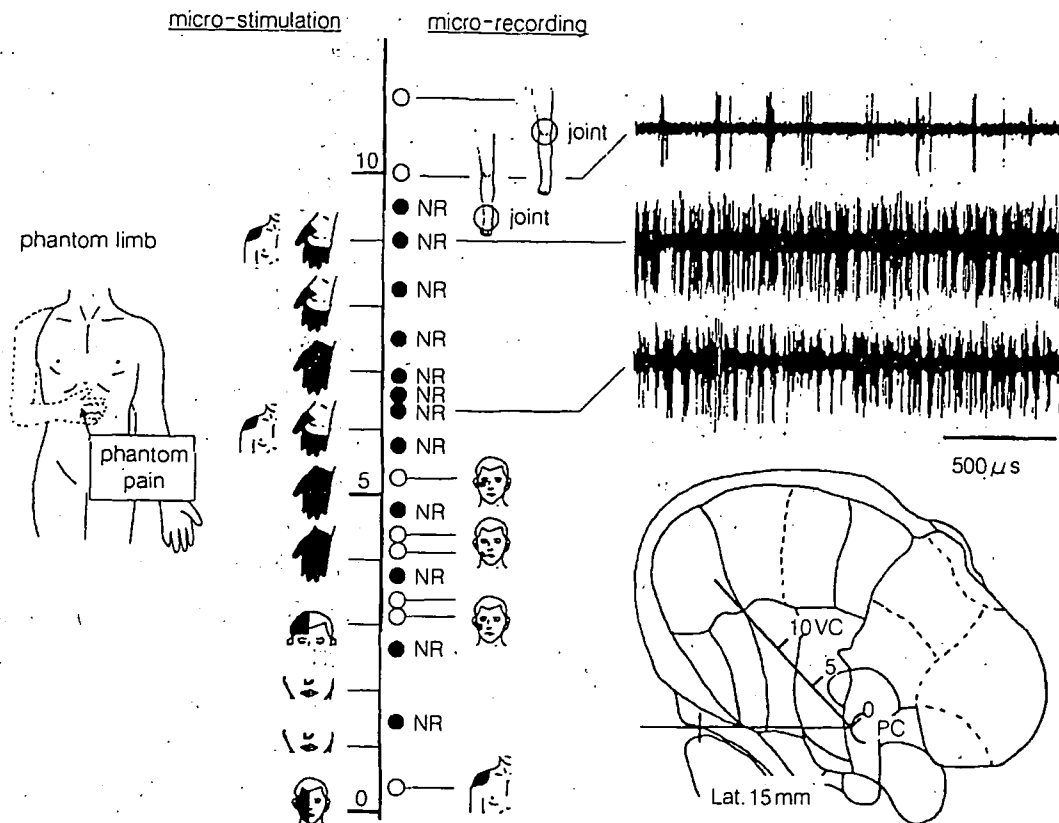 micro-stimulation
micro-recording
joint
10
NR
joint
NR
phantom limb
NR
NR
NR
NR
NR
NR
phantom
pain
5
500 μs
NR
NR
10 VC
NR
5
0
NR
PC
0
Lat. 15 mm